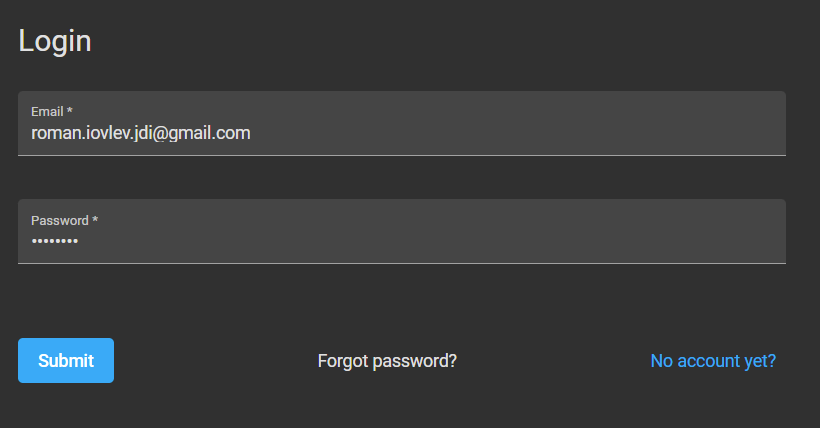 Login
Email *
roman.iovlev.jdi@gmail.com
Password *
••••••••
Submit
Forgot password?
No account yet?